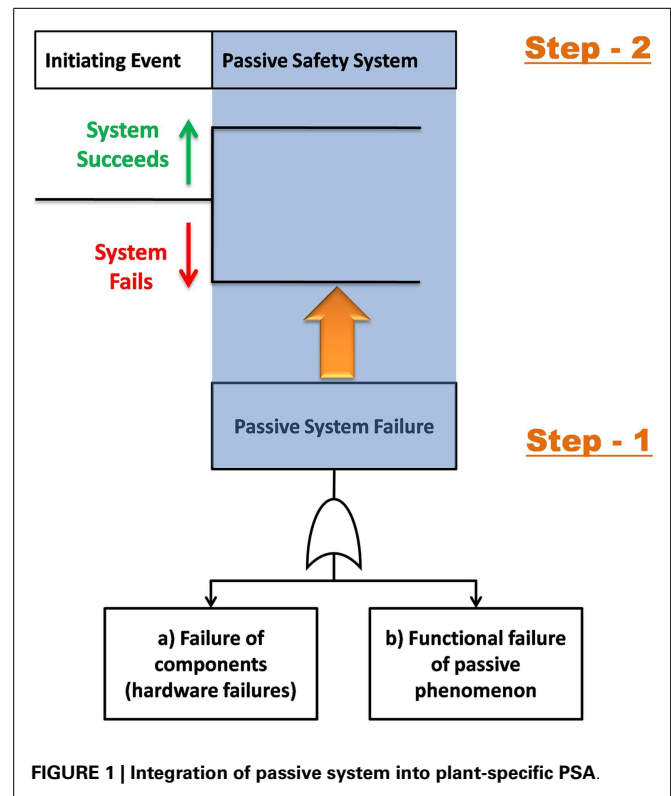 Initiating Event
Passive Safety System
Step - 2
System
Succeeds
System
Fails
Passive System Failure
Step - 1
a) Failure of
components
(hardware failures)
b) Functional failure
of passive
phenomenon
FIGURE 1 | Integration of passive system into plant-specific PSA.